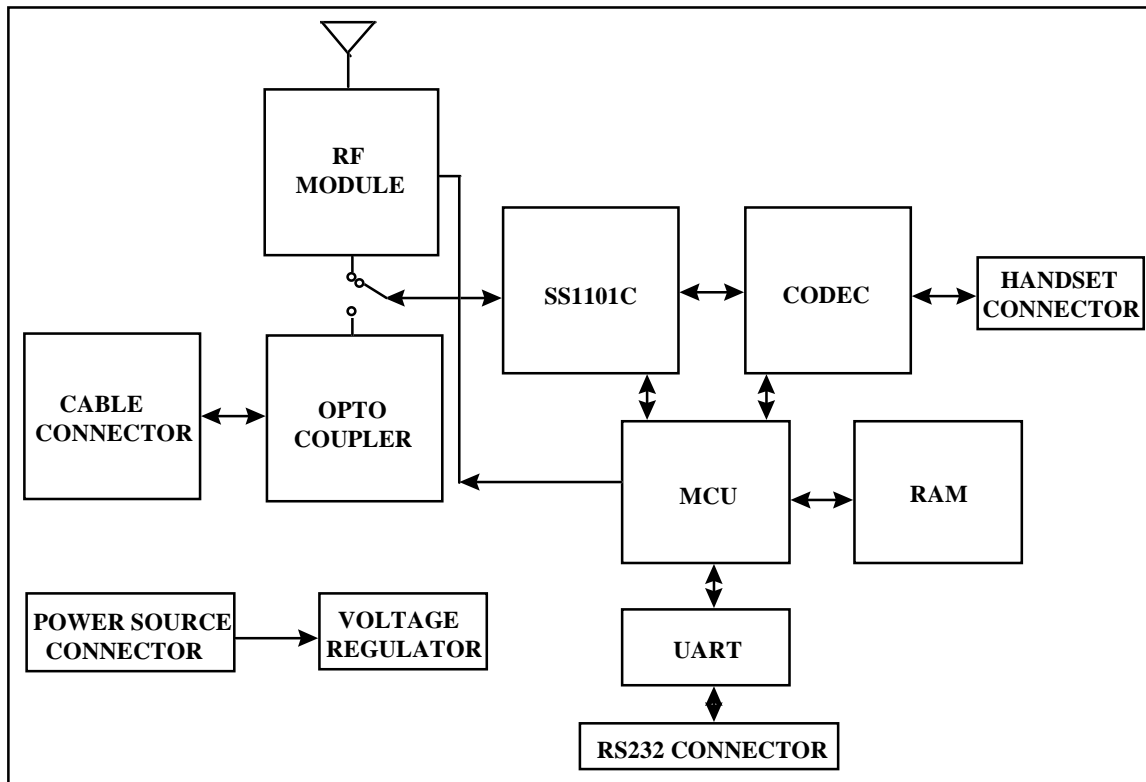 RF
MODULE
SS1101C
CODEC
HANDSET
CONNECTOR
CABLE
CONNECTOR
OPTO
COUPLER
MCU
RAM
POWER SOURCE
CONNECTOR
VOLTAGE
REGULATOR
UART
RS232 CONNECTOR